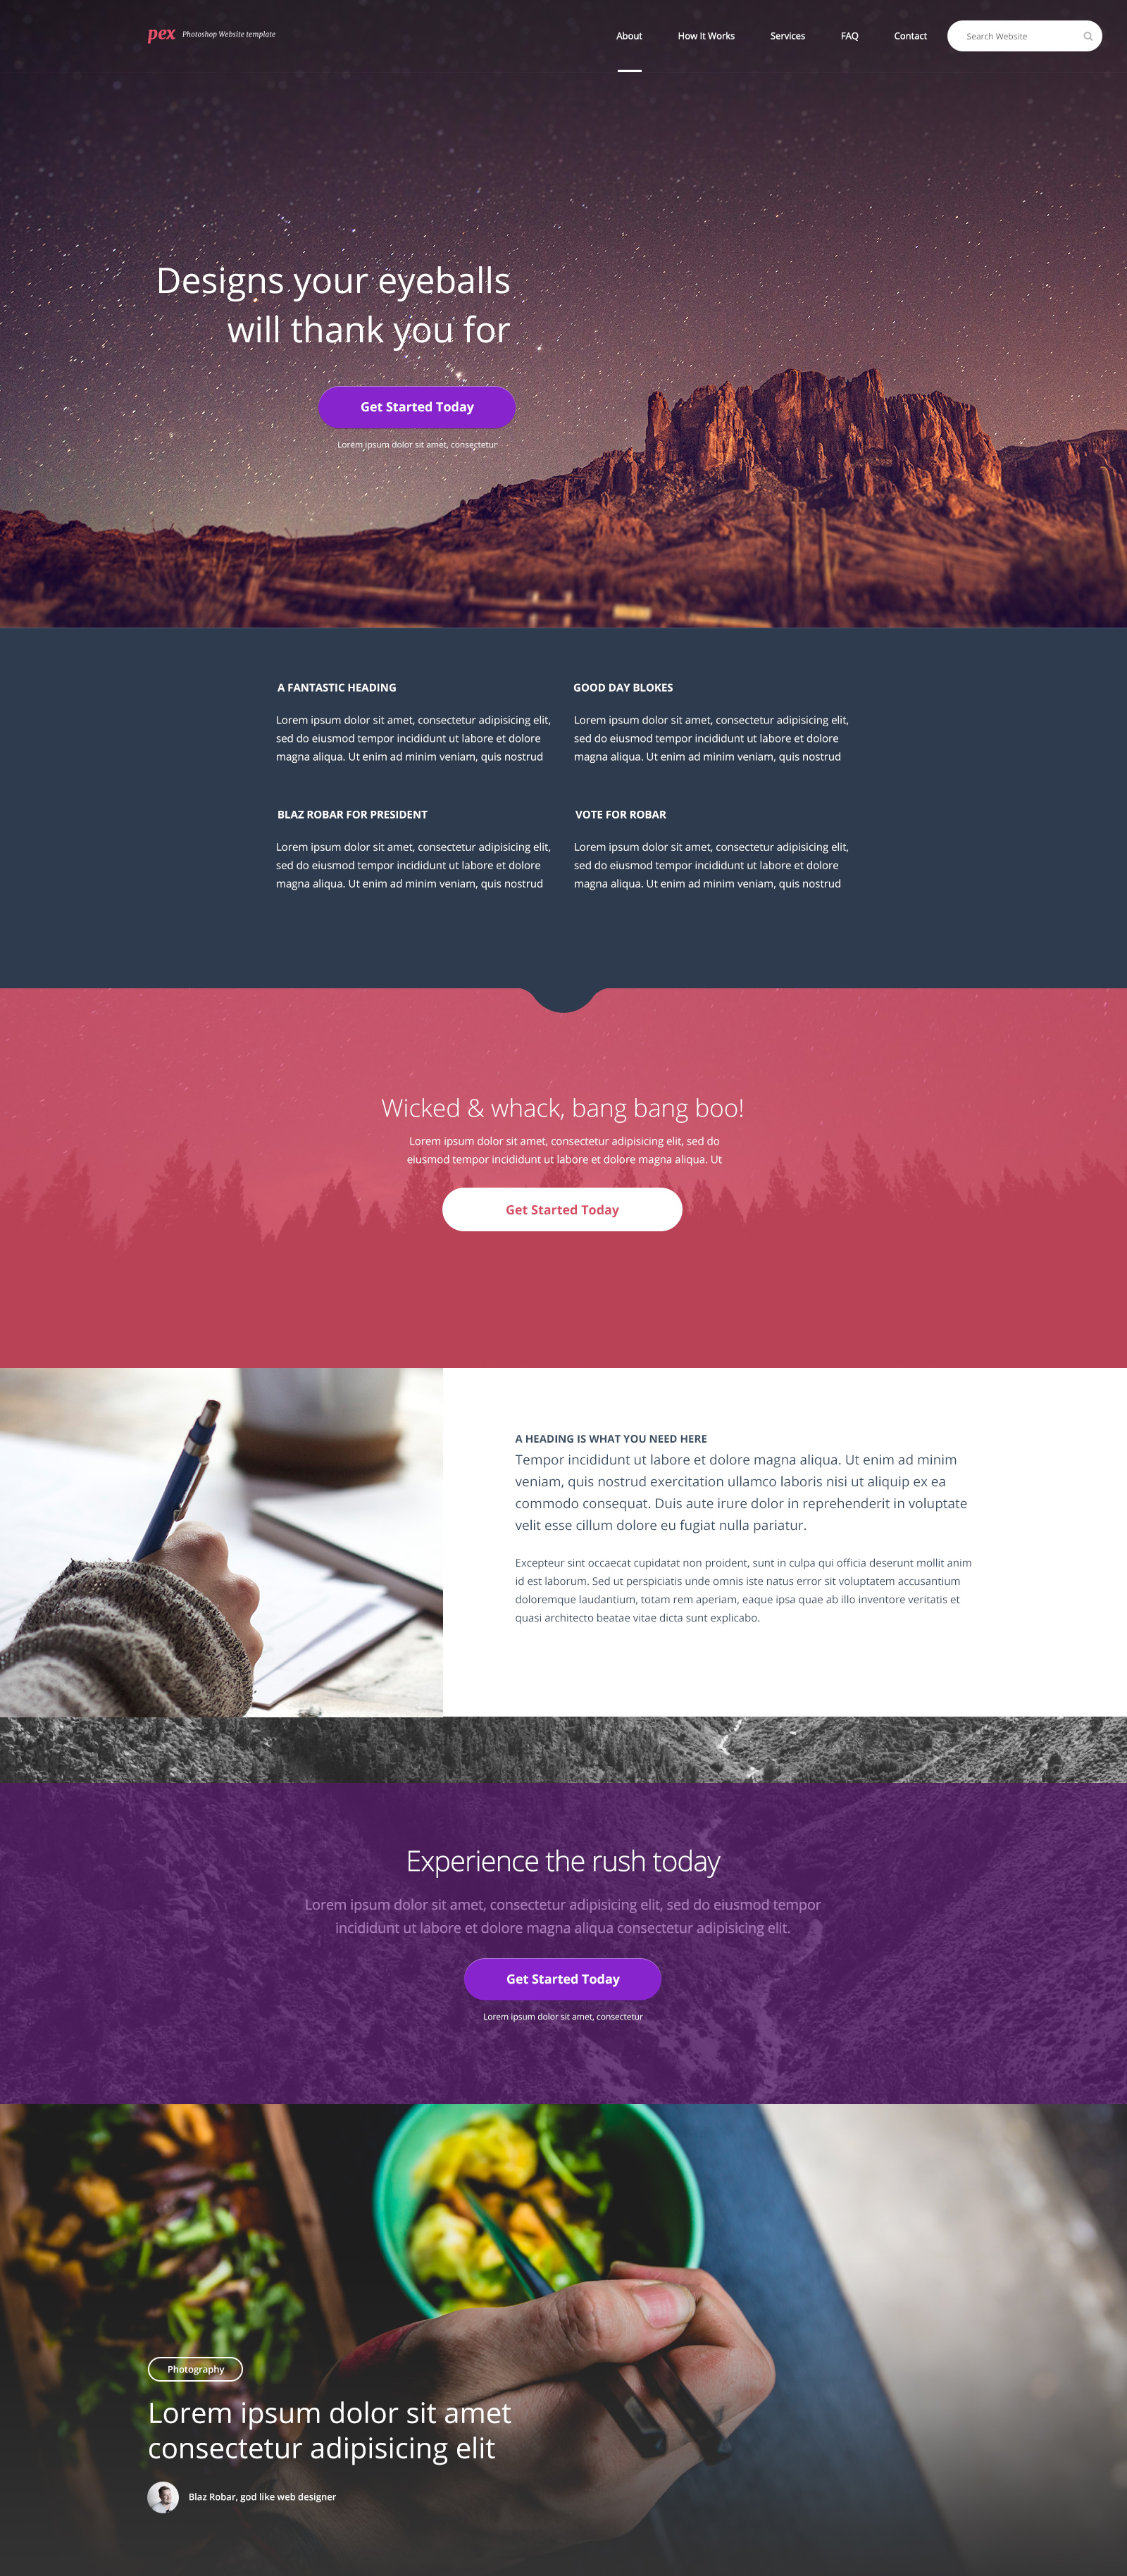 pex Photoshop Website template
About How It Works Services FAQ Contact Search Website
Designs your eyeballs
will thank you for
Get Started Today
Lorem ipsum dolor sit amet, consectetur
A FANTASTIC HEADING
Lorem ipsum dolor sit amet, consectetur adipisicing elit,
sed do eiusmod tempor incididunt ut labore et dolore
magna aliqua. Ut enim ad minim veniam, quis nostrud
GOOD DAY BLOKES
Lorem ipsum dolor sit amet, consectetur adipisicing elit,
sed do eiusmod tempor incididunt ut labore et dolore
magna aliqua. Ut enim ad minim veniam, quis nostrud
BLAZ ROBAR FOR PRESIDENT
Lorem ipsum dolor sit amet, consectetur adipisicing elit,
sed do eiusmod tempor incididunt ut labore et dolore
magna aliqua. Ut enim ad minim veniam, quis nostrud
VOTE FOR ROBAR
Lorem ipsum dolor sit amet, consectetur adipisicing elit,
sed do eiusmod tempor incididunt ut labore et dolore
magna aliqua. Ut enim ad minim veniam, quis nostrud
Wicked & whack, bang bang boo!
Lorem ipsum dolor sit amet, consectetur adipisicing elit, sed do
eiusmod tempor incididunt ut labore et dolore magna aliqua. Ut
Get Started Today
A HEADING IS WHAT YOU NEED HERE
Tempor incididunt ut labore et dolore magna aliqua. Ut enim ad minim
veniam, quis nostrud exercitation ullamco laboris nisi ut aliquip ex ea
commodo consequat. Duis aute irure dolor in reprehenderit in voluptate
velit esse cillum dolore eu fugiat nulla pariatur.
Excepteur sint occaecat cupidatat non proident, sunt in culpa qui officia deserunt mollit anim
id est laborum. Sed ut perspiciatis unde omnis iste natus error sit voluptatem accusantium
doloremque laudantium, totam rem aperiam, eaque ipsa quae ab illo inventore veritatis et
quasi architecto beatae vitae dicta sunt explicabo.
Experience the rush today
Lorem ipsum dolor sit amet, consectetur adipisicing elit, sed do eiusmod tempor
incididunt ut labore et dolore magna aliqua consectetur adipisicing elit.
Get Started Today
Lorem ipsum dolor sit amet, consectetur
Photography
Lorem ipsum dolor sit amet
consectetur adipisicing elit
Blaz Robar, god like web designer